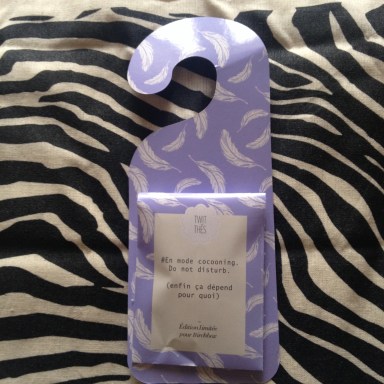 TWIT
THÉS
#En mode cocooning.
Do not disturb.
(enfin ça dépend
pour quoi)
Édition limitée
pour Birchbox